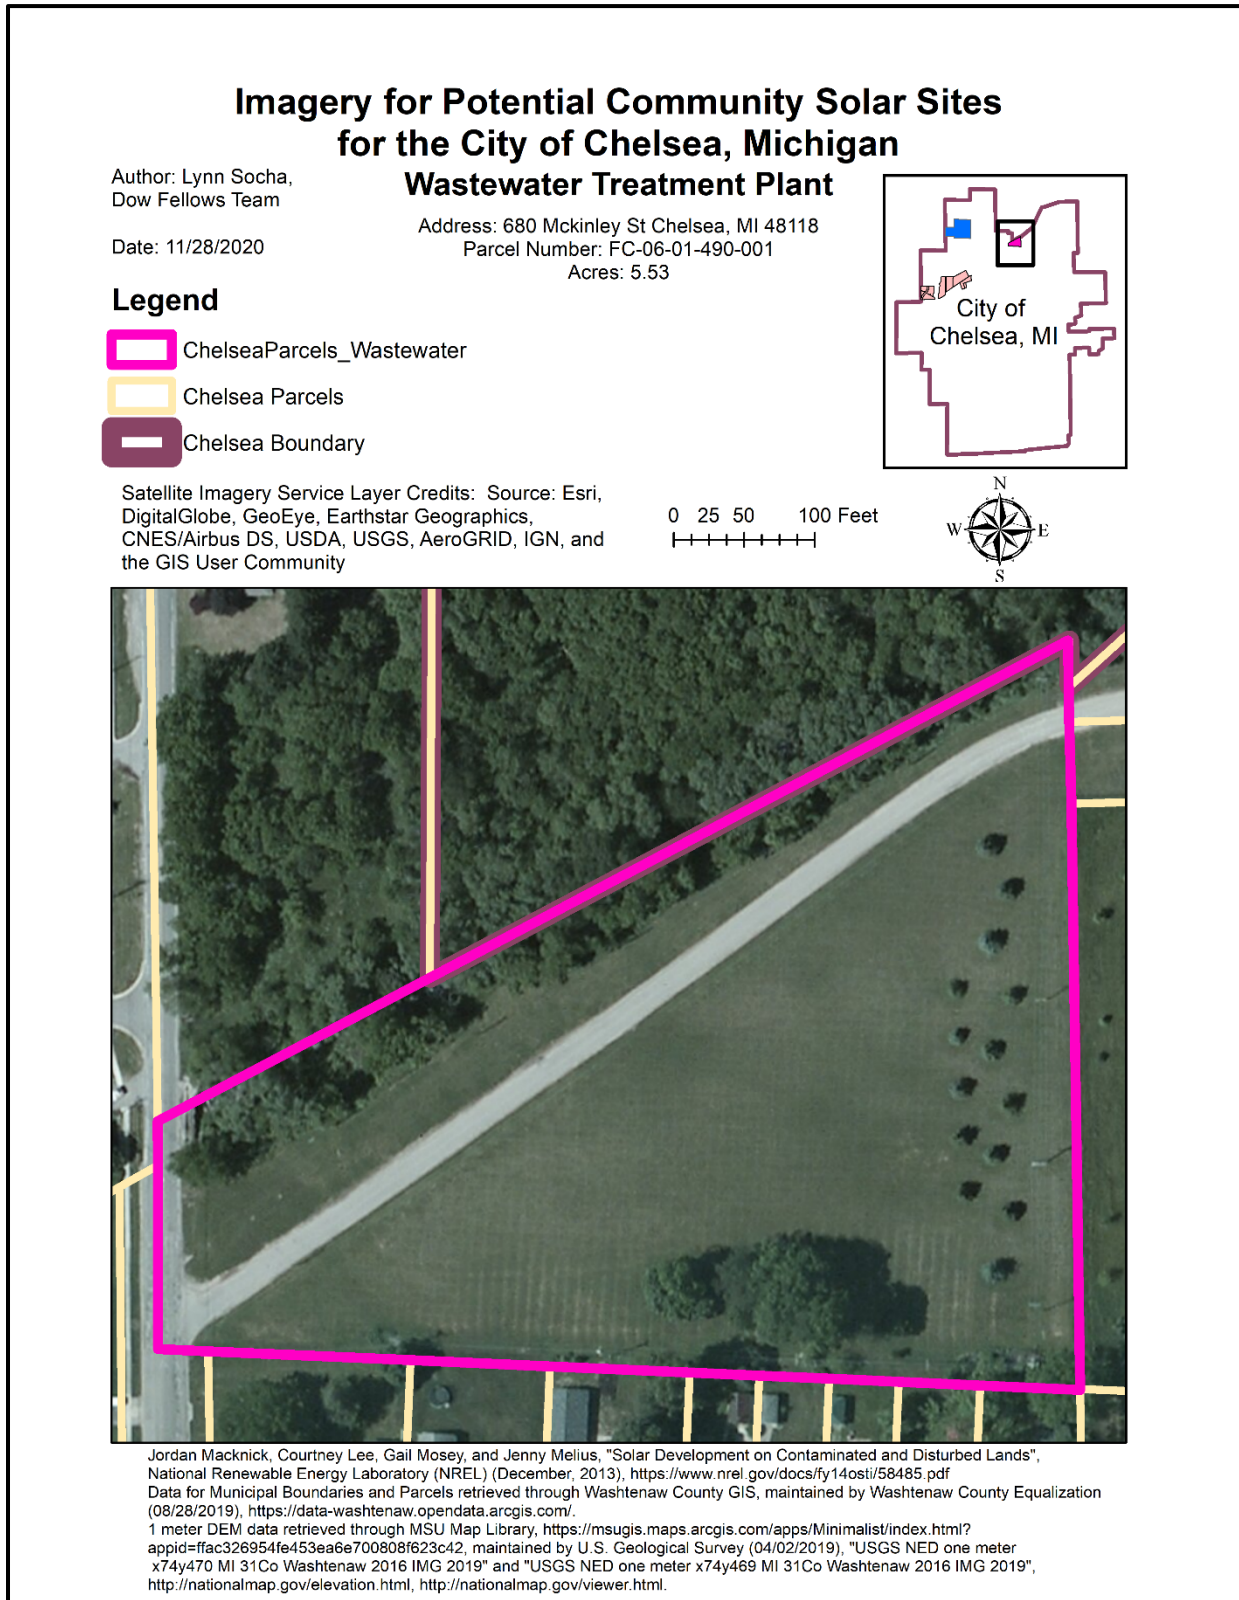 Imagery for Potential Community Solar Sites
for the City of Chelsea, Michigan
Wastewater Treatment Plant
Author: Lynn Socha,
Dow Fellows Team
Date: 11/28/2020
Address: 680 Mckinley St Chelsea, MI 48118
Parcel Number: FC-06-01-490-001
Acres: 5.53
Legend
ChelseaParcels_Wastewater
Chelsea Parcels
Chelsea Boundary
City of
Chelsea, MI
Satellite Imagery Service Layer Credits: Source: Esri,
DigitalGlobe, GeoEye, Earthstar Geographics,
CNES/Airbus DS, USDA, USGS, AeroGRID, IGN, and
the GIS User Community
0 25 50 100 Feet
N
W E
S
Jordan Macknick, Courtney Lee, Gail Mosey, and Jenny Melius, "Solar Development on Contaminated and Disturbed Lands",
National Renewable Energy Laboratory (NREL) (December, 2013), https://www.nrel.gov/docs/fy14osti/58485.pdf
Data for Municipal Boundaries and Parcels retrieved through Washtenaw County GIS, maintained by Washtenaw County Equalization
(08/28/2019), https://data-washtenaw.opendata.arcgis.com/.
1 meter DEM data retrieved through MSU Map Library, https://msugis.maps.arcgis.com/apps/Minimalist/index.html?
appid=ffac326954fe453ea6e700808f623c42, maintained by U.S. Geological Survey (04/02/2019), "USGS NED one meter
x74y470 MI 31Co Washtenaw 2016 IMG 2019" and "USGS NED one meter x74y469 MI 31Co Washtenaw 2016 IMG 2019",
http://nationalmap.gov/elevation.html, http://nationalmap.gov/viewer.html.